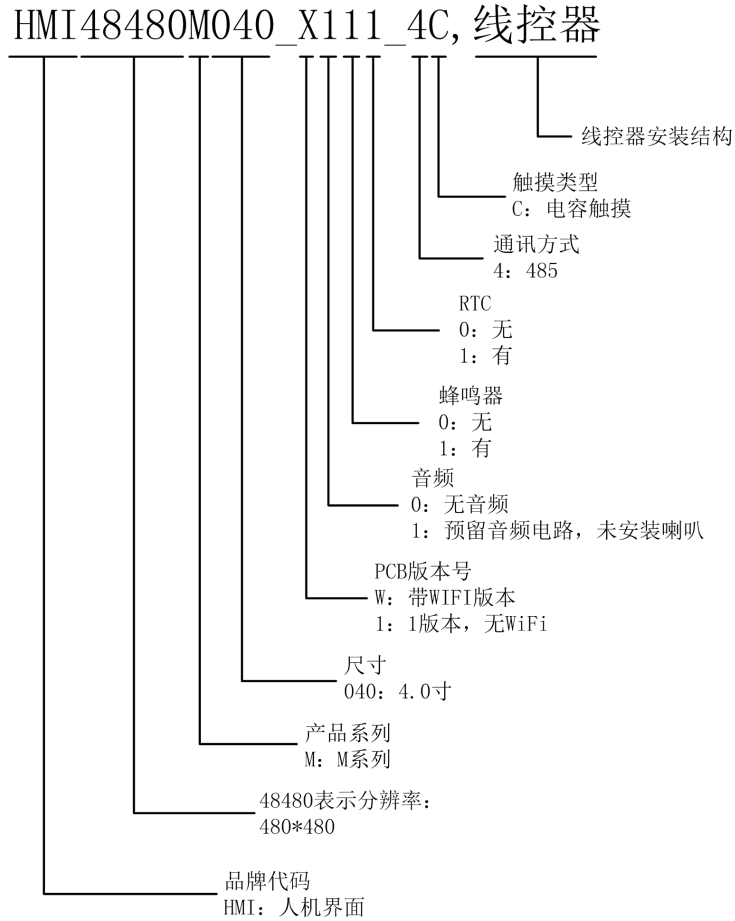 HMI48480M040_X111_4C,线控器
线控器安装结构
触摸类型
C：电容触摸
通讯方式
4：485
RTC
0：无
1：有
蜂鸣器
0：无
1：有
音频
0：无音频
1：预留音频电路，未安装喇叭
PCB版本号
W：带WIFI版本
1：1版本，无WiFi
尺寸
040：4.0寸
产品系列
M：M系列
48480表示分辨率：
480*480
品牌代码
HMI：人机界面